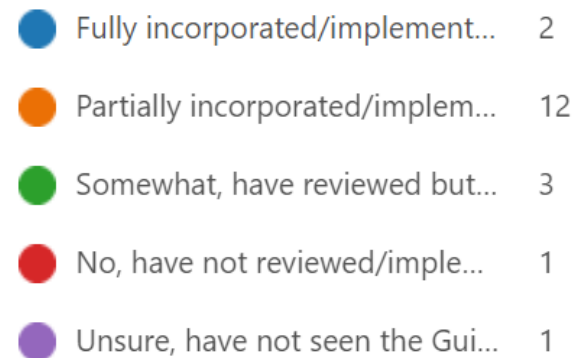 Fully incorporated/implement... 2
Partially incorporated/implem... 12
Somewhat, have reviewed but... 3
No, have not reviewed/imple... 1
Unsure, have not seen the Gui... 1